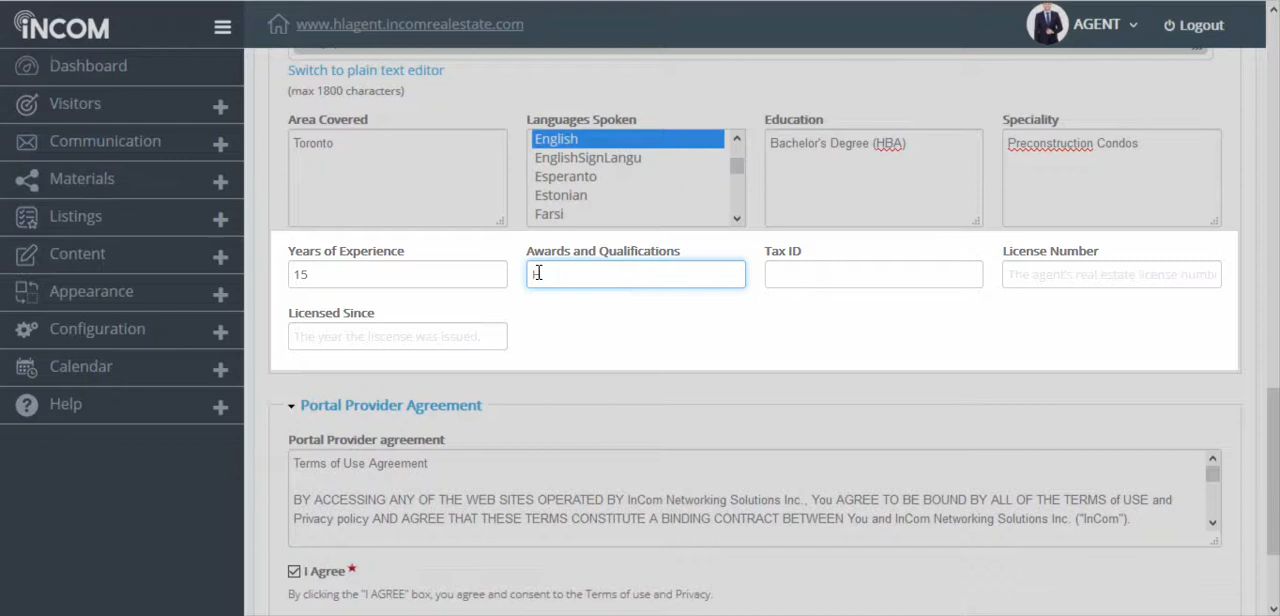 iNCOM
www.hlagent.incomrealestate.com
AGENT
Logout
Dashboard
Visitors
Communication
Materials
Listings
Content
Appearance
Configuration
Calendar
Help
Switch to plain text editor
(max 1800 characters)
Area Covered
Languages Spoken
Education
Speciality
Toronto
English
EnglishSignLangu
Esperanto
Estonian
Farsi
Bachelor's Degree (HBA)
Preconstruction Condos
Years of Experience
Awards and Qualifications
Tax ID
License Number
15
The agent's real estate license numb
Licensed Since
The year the liscense was issued.
Portal Provider Agreement
Portal Provider agreement
Terms of Use Agreement
BY ACCESSING ANY OF THE WEB SITES OPERATED BY InCom Networking Solutions Inc., You AGREE TO BE BOUND BY ALL OF THE TERMS of USE and
Privacy policy AND AGREE THAT THESE TERMS CONSTITUTE A BINDING CONTRACT BETWEEN You and InCom Networking Solutions Inc. ("InCom").
I Agree *
By clicking the "I AGREE" box, you agree and consent to the Terms of use and Privacy.